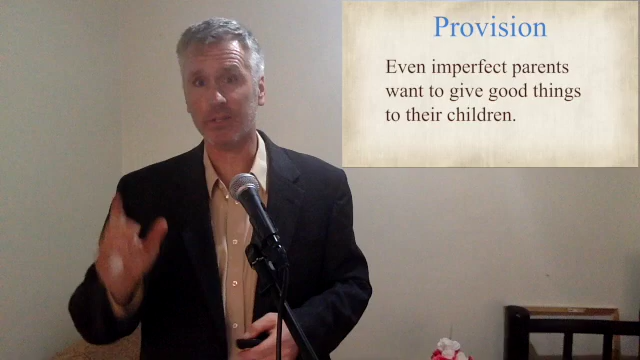 Provision
Even imperfect parents
want to give good things
to their children.